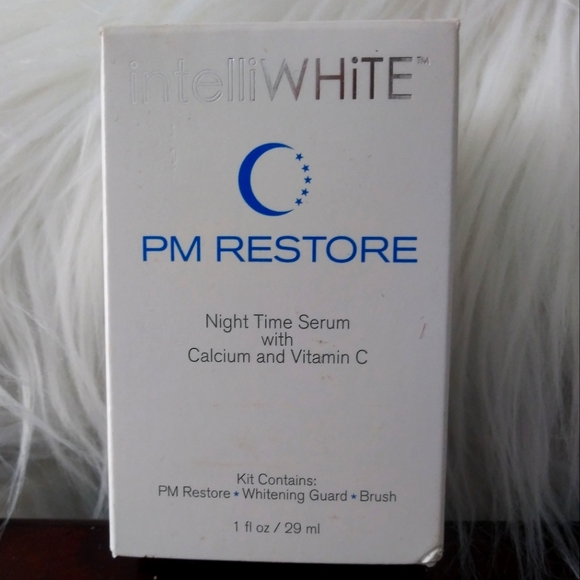 intelliWHiTE™
PM RESTORE
Night Time Serum
with
Calcium and Vitamin C
Kit Contains:
PM Restore ★ Whitening Guard ★ Brush
1 fl oz / 29 ml